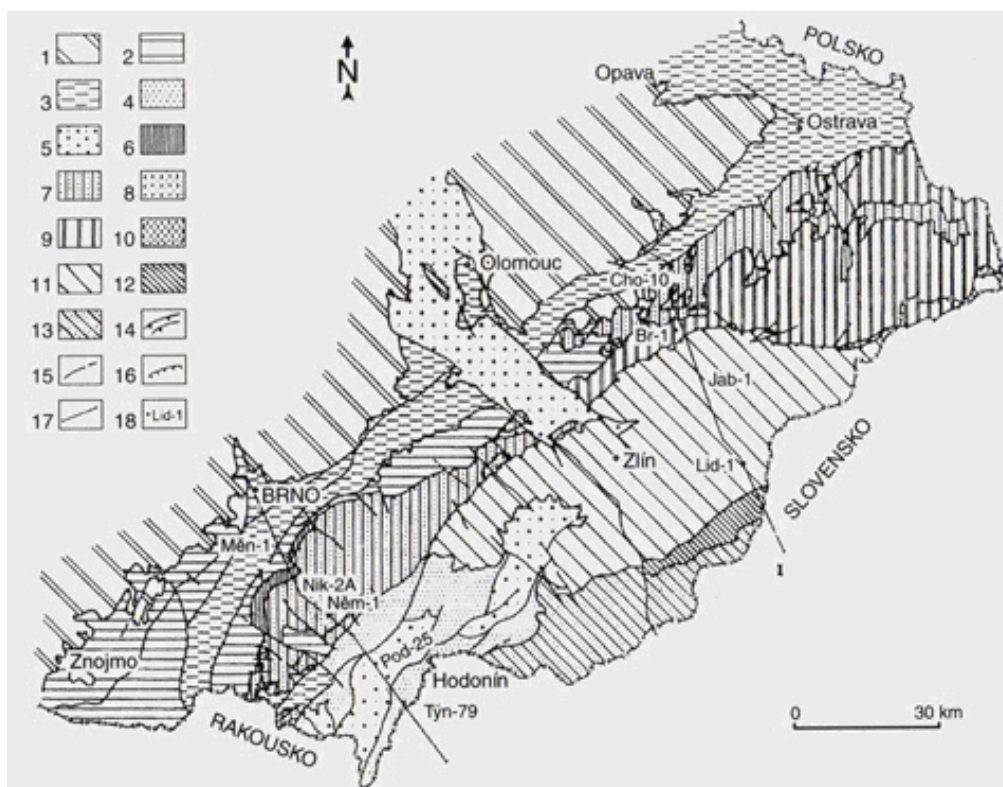 1 2
3 4
5 6
7 8
9 10
11 12
13 14
15 16
17 18 Lid-1
N
POLSKO
Opava
Ostrava
Olomouc
Cho-10
Br-1
Jab-1
Zlín
Lid-1
SLOVENSKO
BRNO
Měn-1
Nik-2A
Něm-1
I
Znojmo
Pod-25
Hodonín
Týn-79
RAKOUSKO
0 30 km